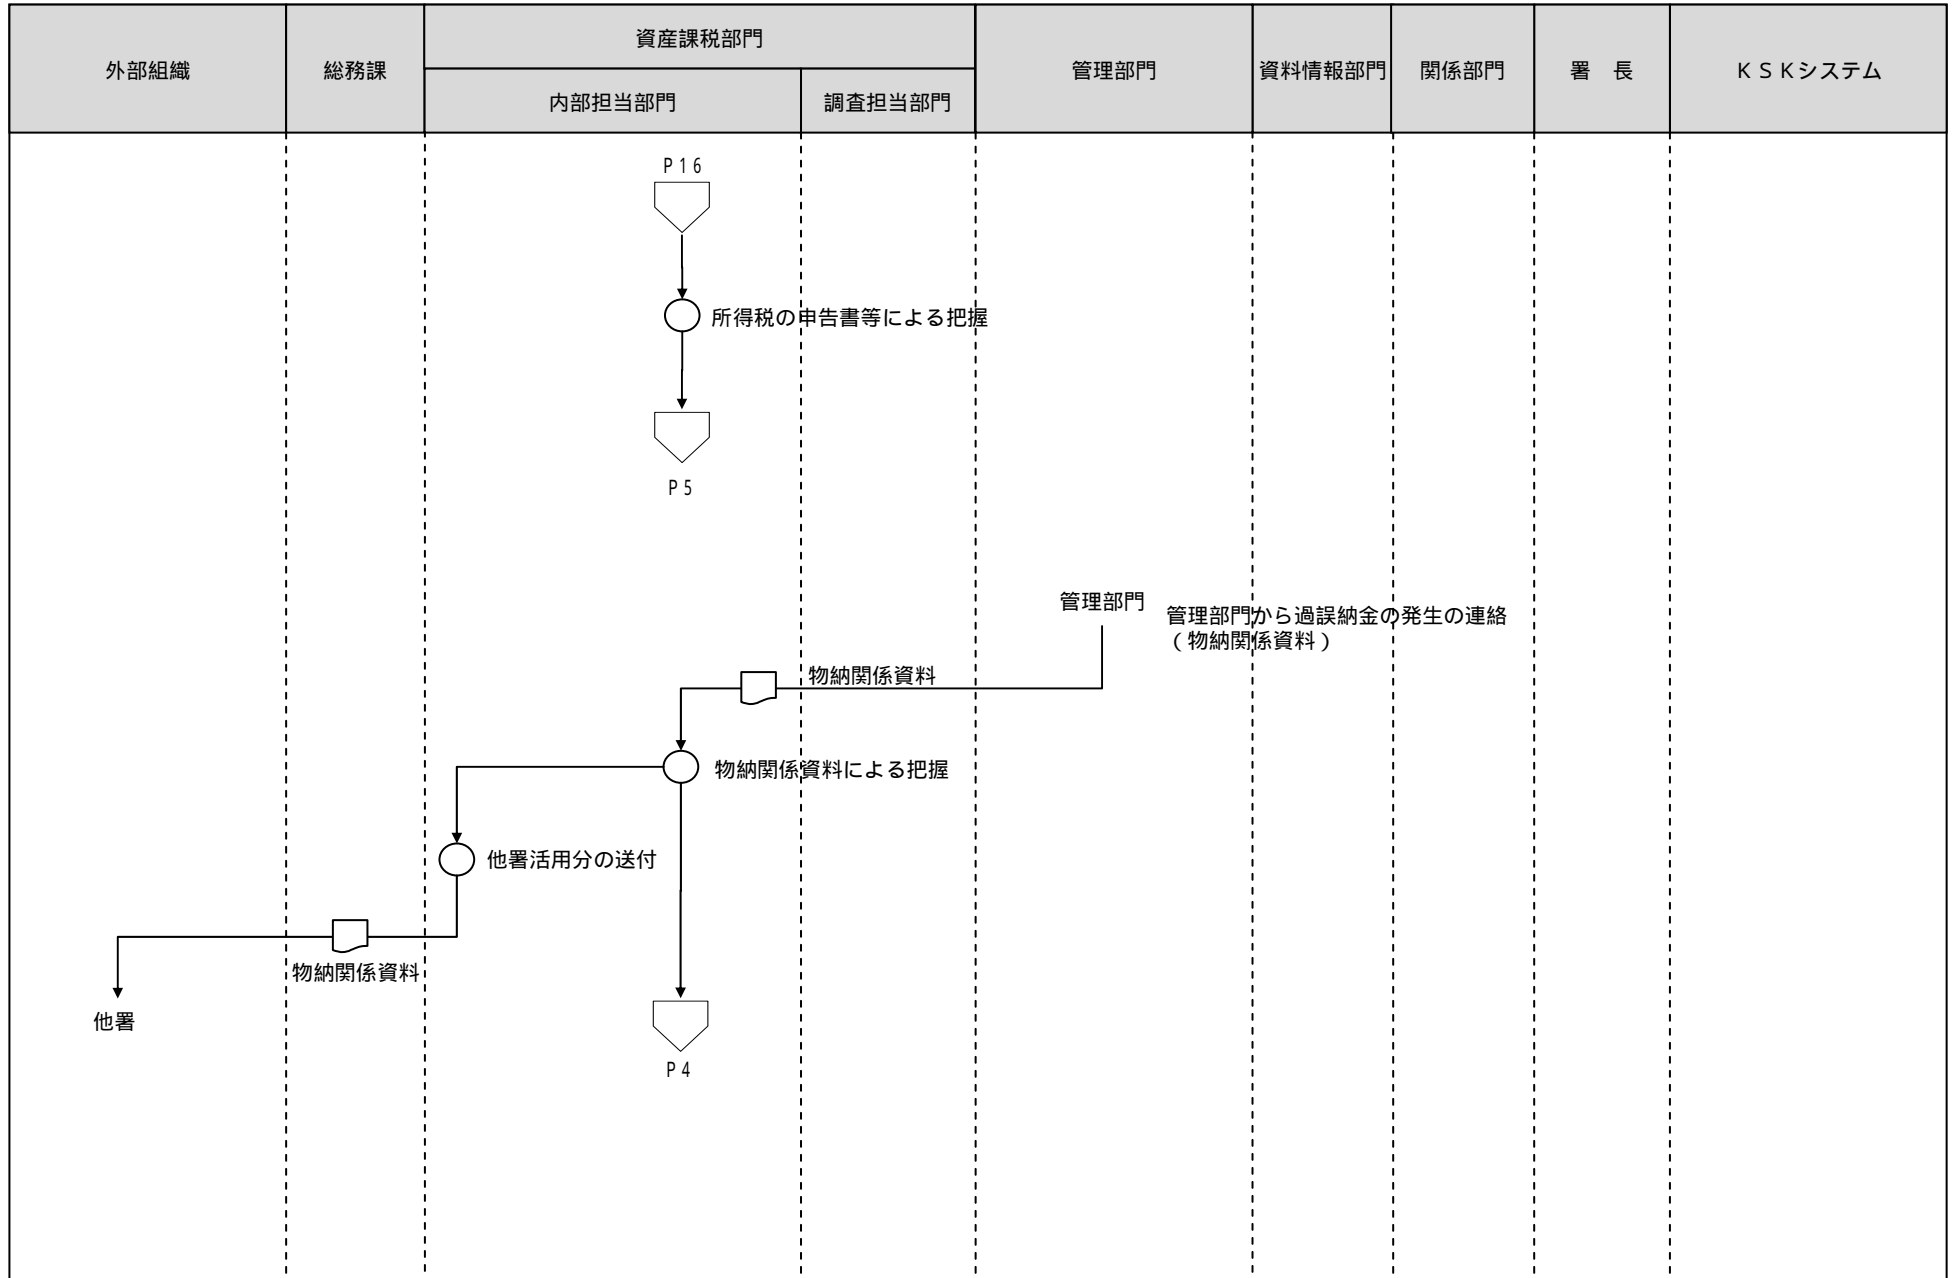 外部組織
総務課
資産課税部門
内部担当部門
調査担当部門
管理部門
資料情報部門
関係部門
署　長
ＫＳＫシステム
Ｐ１６
所得税の申告書等による把握
Ｐ５
管理部門
管理部門から過誤納金の発生の連絡
（物納関係資料）
物納関係資料
物納関係資料による把握
他署活用分の送付
物納関係資料
他署
Ｐ４